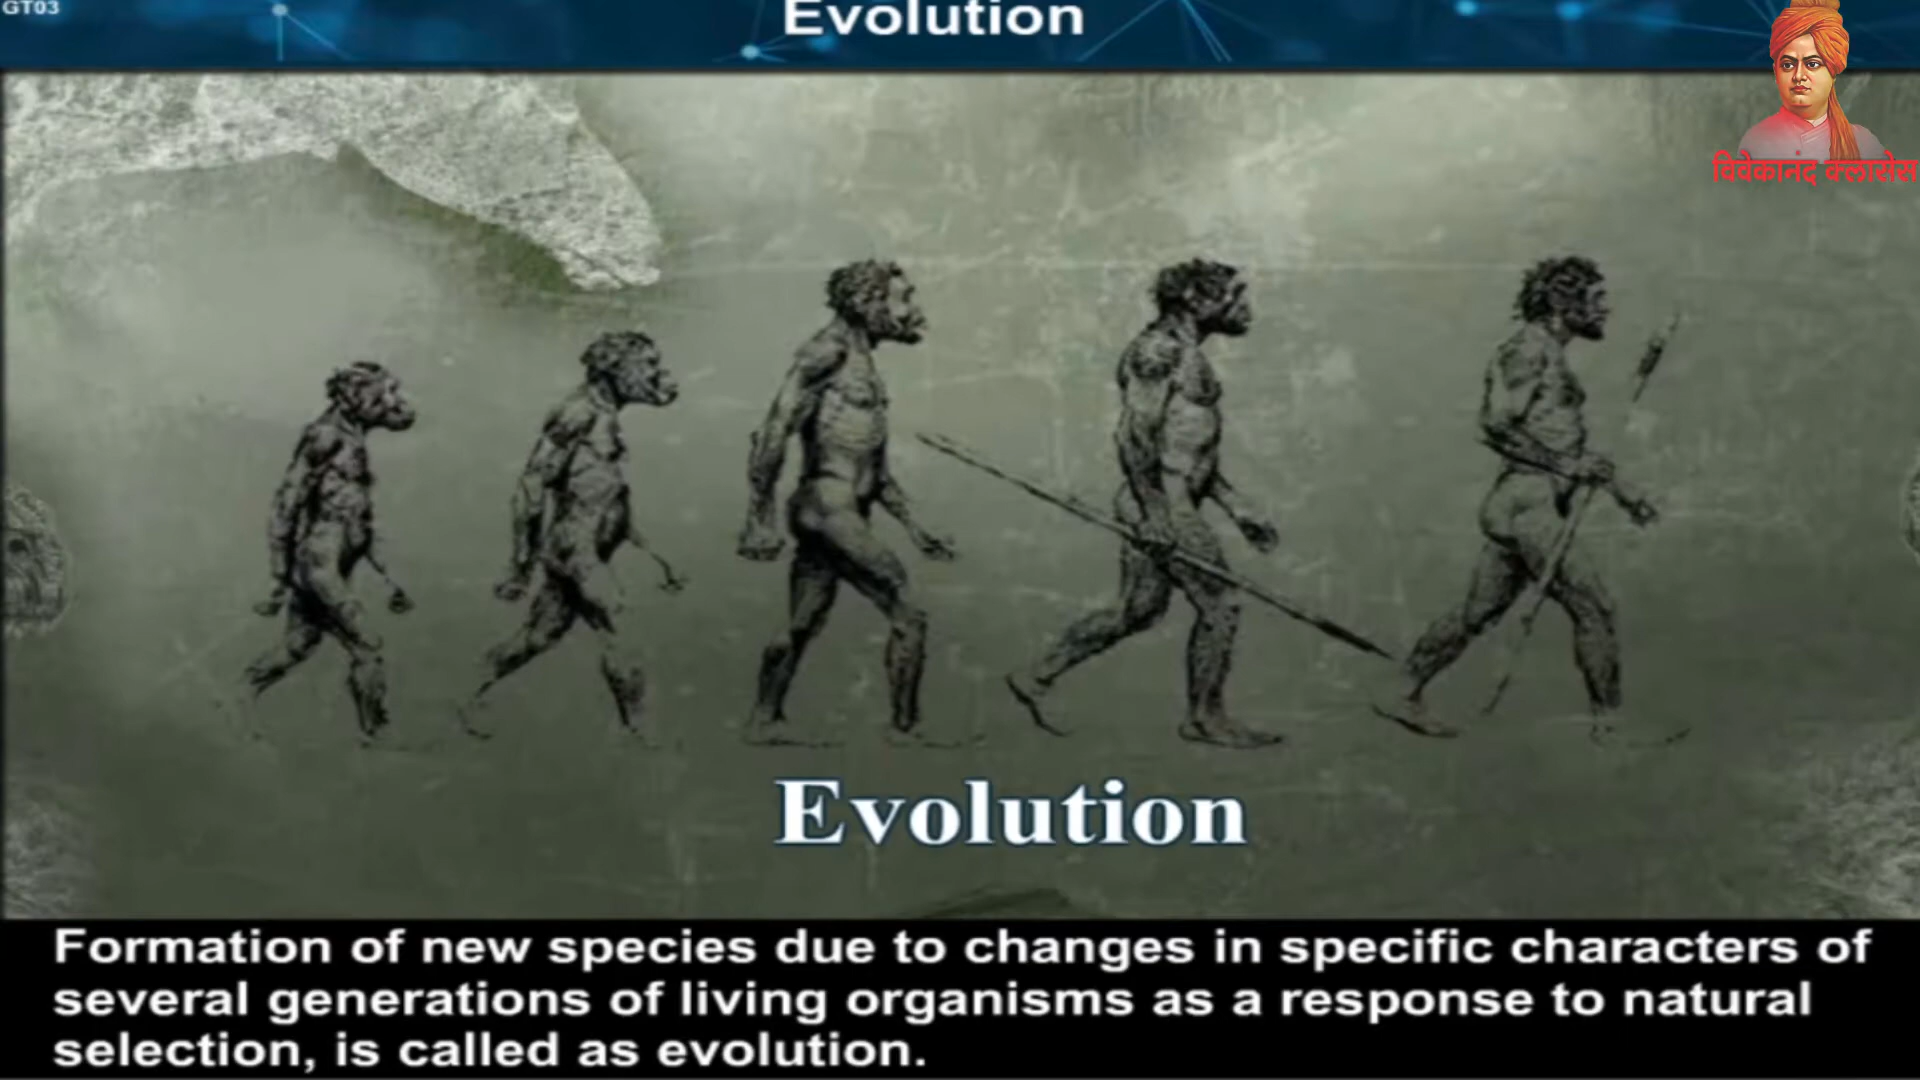 GT03
Evolution
विवेकानंद क्लासेस
Evolution
Formation of new species due to changes in specific characters of
several generations of living organisms as a response to natural
selection, is called as evolution.